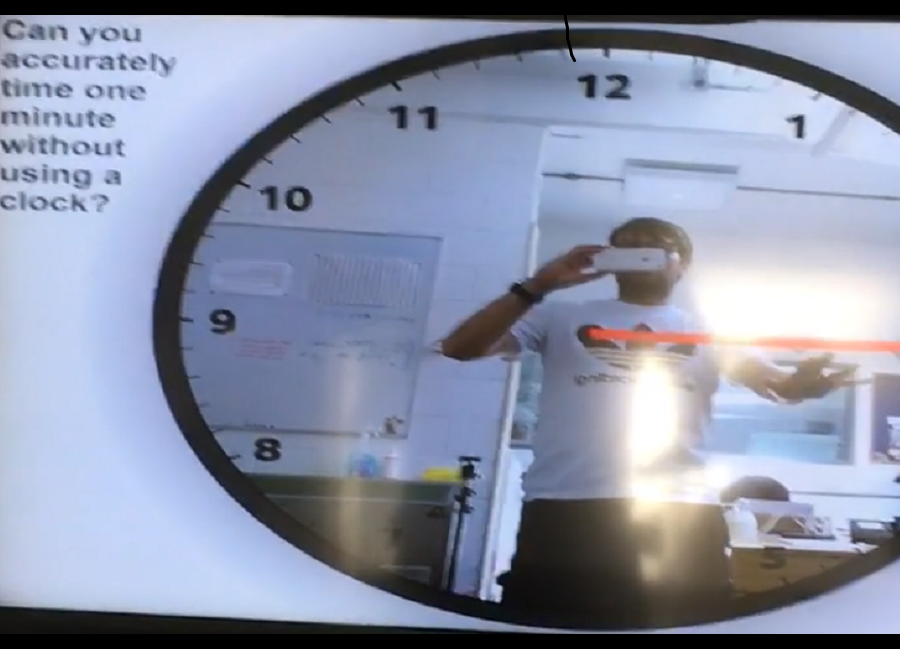 Can you
accurately
time one
minute
without
using a
clock?
12
11
1
10
9
8
5